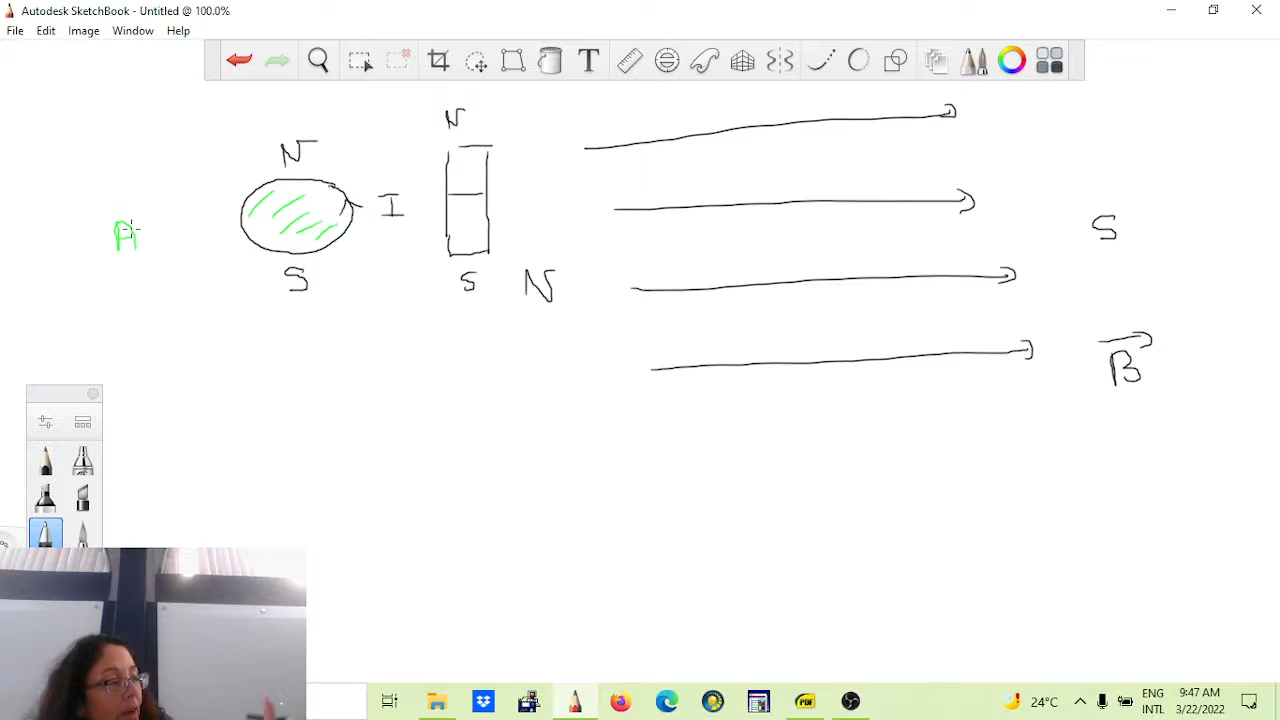 Autodesk SketchBook - Untitled @ 100.0%
File Edit Image Window Help
T
N
N
I
A
S
S
S
N
B
%
24°C
ENG
INTL
9:47 AM
3/22/2022
PDF